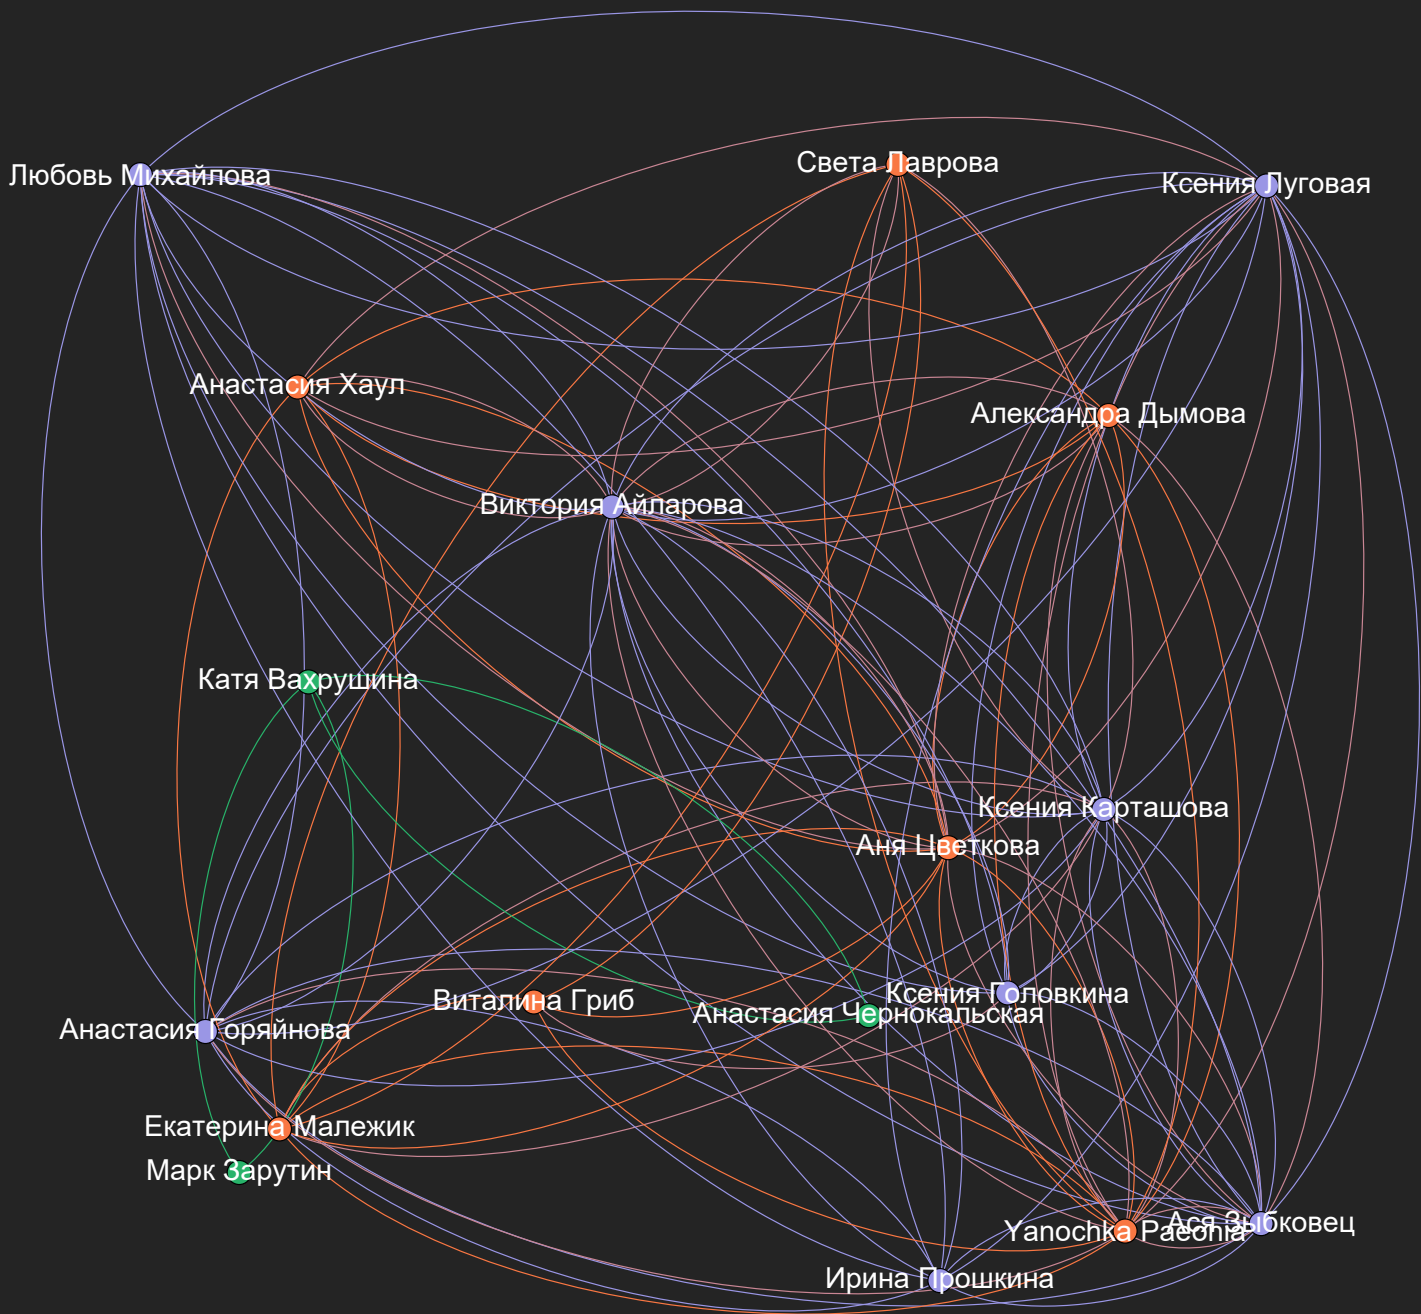 Света Лаврова
Любовь Михайлова
Ксения Луговая
Анастасия Хаул
Александра Дымова
Виктория Айларова
Катя Вахрушина
Ксения Карташова
Аня Цветкова
Ксения Головкина
Виталина Гриб
Анастасия Чернокальская
Анастасия Горяйнова
Екатерина Малежик
Марк Зарутин
Ася Зыбковец
Yanochka Paeonia
Ирина Прошкина